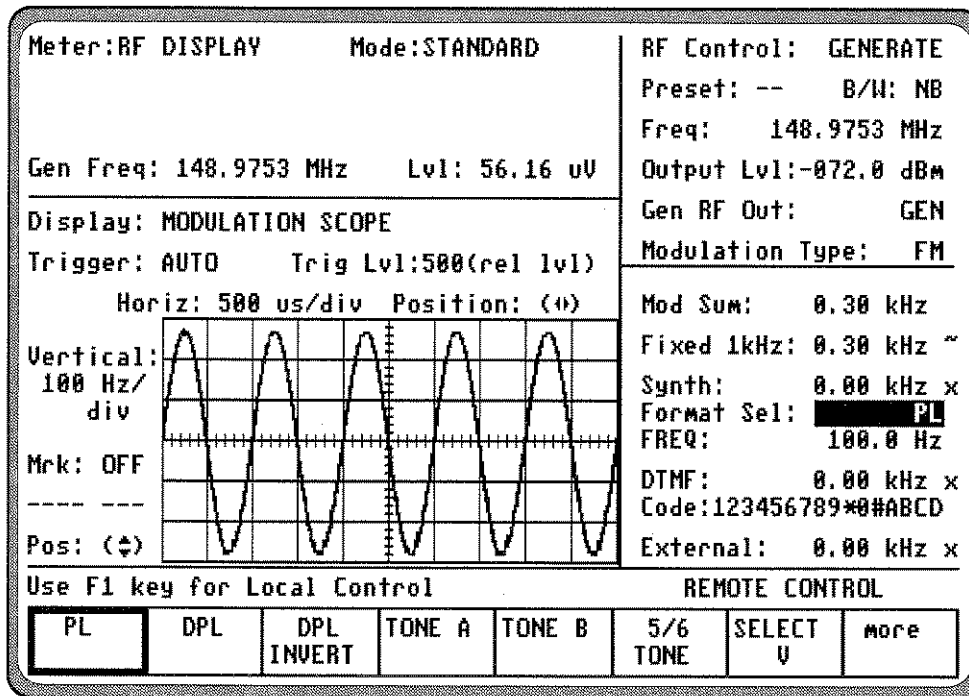 Meter:RF DISPLAY Mode:STANDARD
Gen Freq: 148.9753 MHz Lvl: 56.16 uV
Display: MODULATION SCOPE
Trigger: AUTO Trig Lvl:500(rel lvl)
Horiz: 500 us/div Position: (◂▸)
Vertical:
100 Hz/
div
Mrk: OFF
---- ---
Pos: (▴▾)
RF Control: GENERATE
Preset: -- B/W: NB
Freq: 148.9753 MHz
Output Lvl:-072.0 dBm
Gen RF Out: GEN
Modulation Type: FM
Mod Sum: 0.30 kHz
Fixed 1kHz: 0.30 kHz ~
Synth: 0.00 kHz x
Format Sel: PL
FREQ: 100.0 Hz
DTMF: 0.00 kHz x
Code:123456789*0#ABCD
External: 0.00 kHz x
Use F1 key for Local Control REMOTE CONTROL
PL
DPL
DPL
INVERT
TONE A
TONE B
5/6
TONE
SELECT
V
more